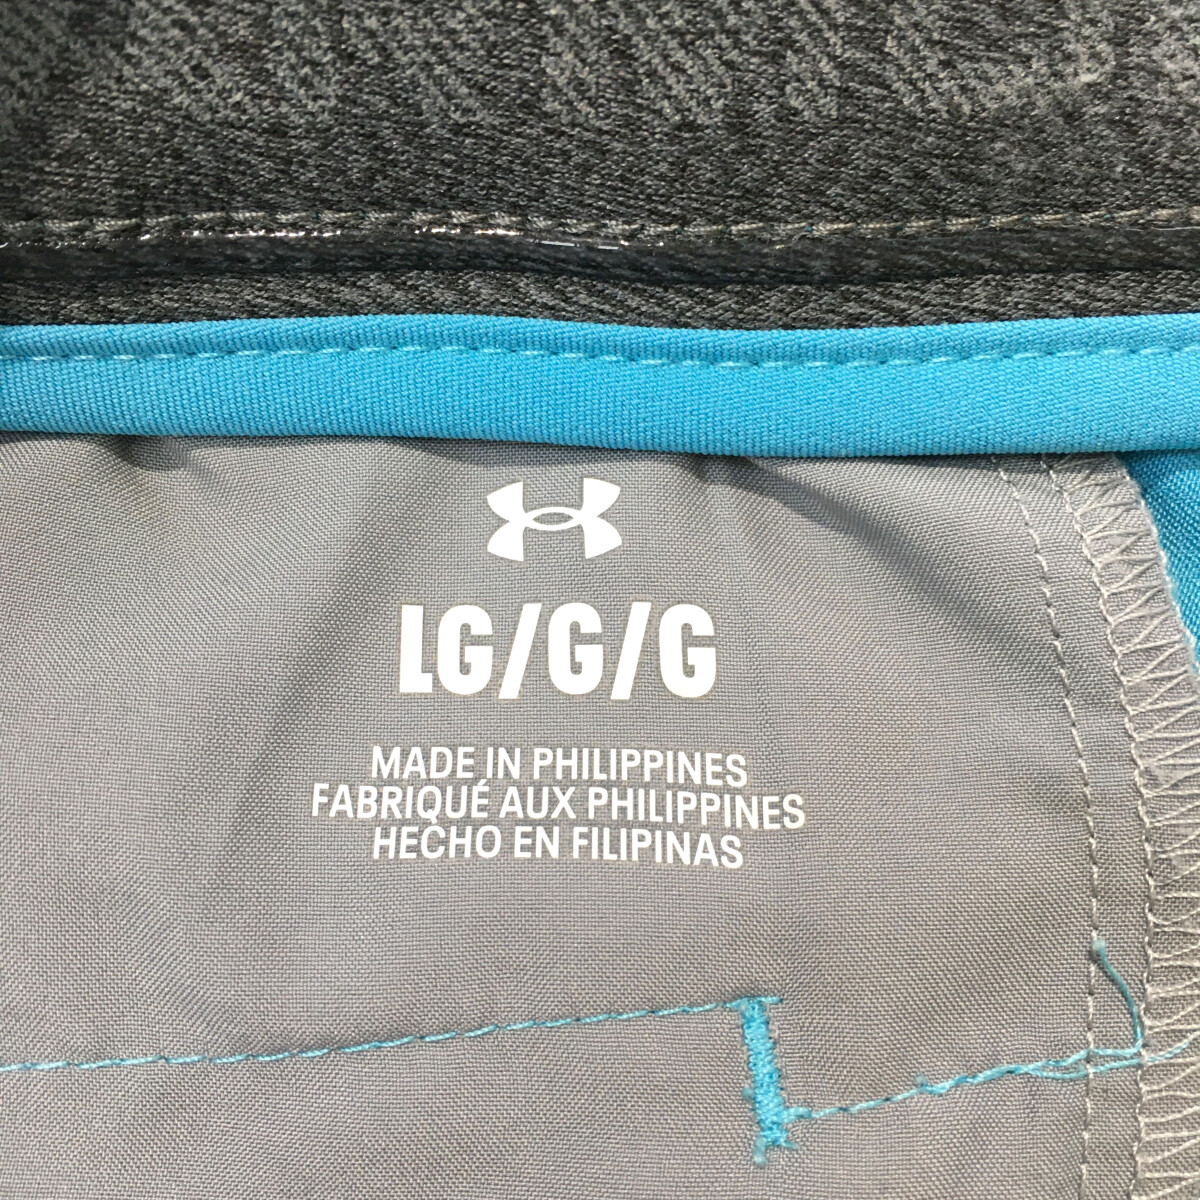 LG/G/G
MADE IN PHILIPPINES
FABRIQUÉ AUX PHILIPPINES
HECHO EN FILIPINAS